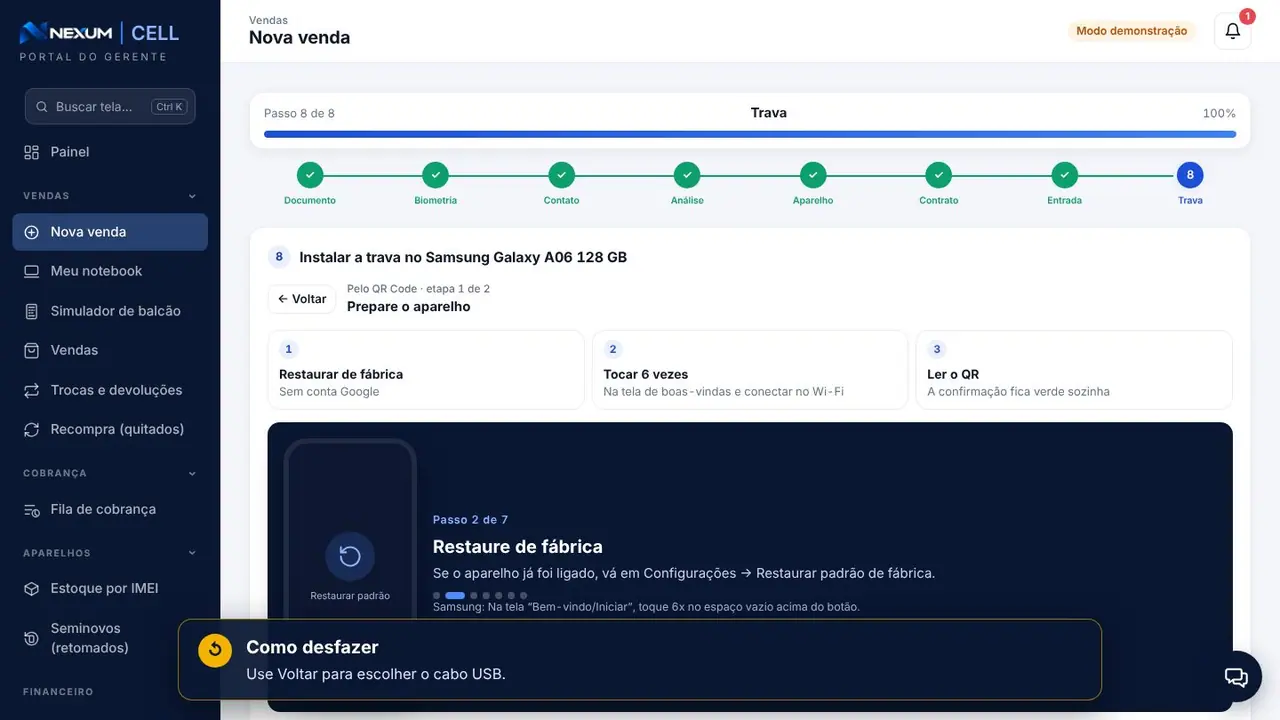 NEXUM | CELL
PORTAL DO GERENTE
Buscar tela... Ctrl K
Painel
VENDAS
Nova venda
Meu notebook
Simulador de balcão
Vendas
Trocas e devoluções
Recompra (quitados)
COBRANÇA
Fila de cobrança
APARELHOS
Estoque por IMEI
Seminovos
(retomados)
FINANCEIRO
Vendas
Nova venda
Modo demonstração
1
Passo 8 de 8 Trava 100%
8
Documento Biometria Contato Análise Aparelho Contrato Entrada Trava
8 Instalar a trava no Samsung Galaxy A06 128 GB
← Voltar
Pelo QR Code · etapa 1 de 2
Prepare o aparelho
1
Restaurar de fábrica
Sem conta Google
2
Tocar 6 vezes
Na tela de boas-vindas e conectar no Wi-Fi
3
Ler o QR
A confirmação fica verde sozinha
Restaurar padrão
Passo 2 de 7
Restaure de fábrica
Se o aparelho já foi ligado, vá em Configurações → Restaurar padrão de fábrica.
Samsung: Na tela "Bem-vindo/Iniciar", toque 6x no espaço vazio acima do botão.
Como desfazer
Use Voltar para escolher o cabo USB.